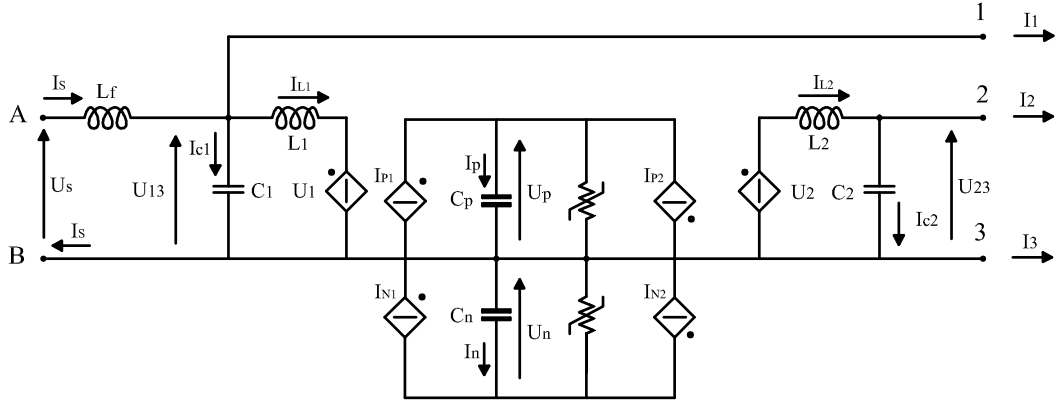 1
I1
Is
Lf
IL1
IL2
2
I2
A
L1
L2
Ic1
Ip
IP1
IP2
Us
U13
C1
U1
Cp
Up
U2
C2
U23
Ic2
Is
3
B
I3
IN1
Cn
Un
IN2
In